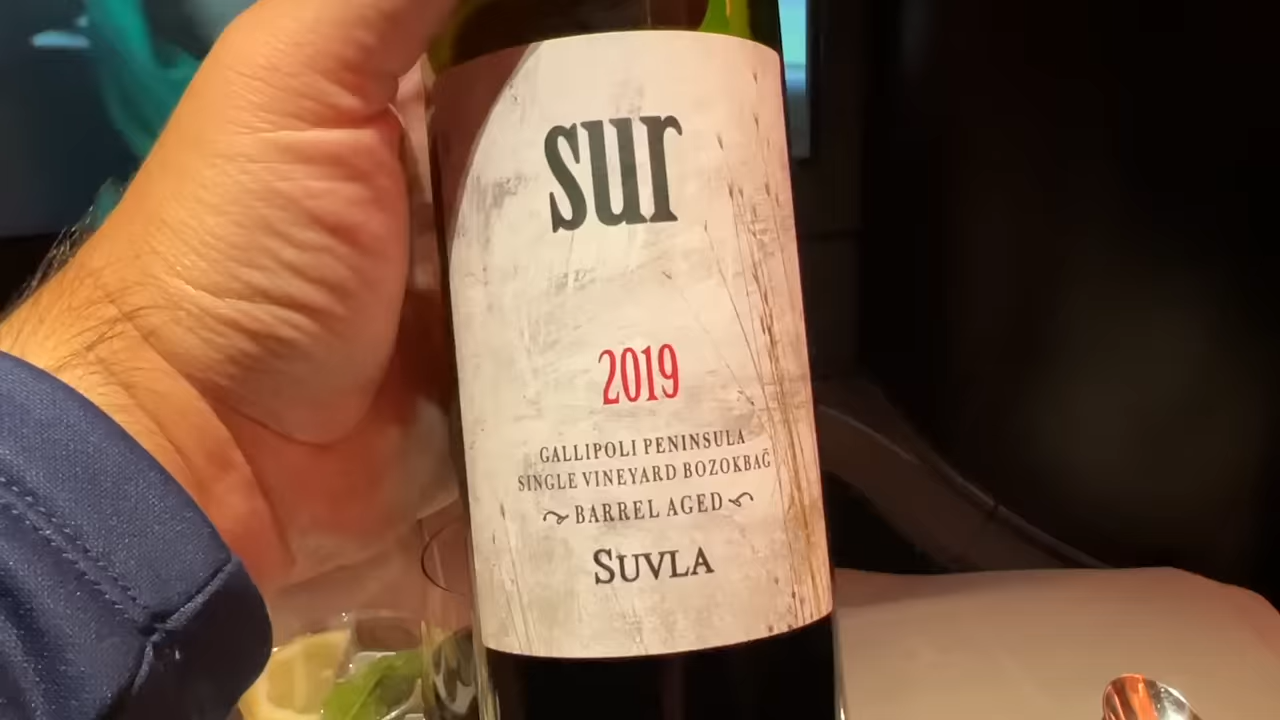 sur
2019
GALLIPOLI PENINSULA
SINGLE VINEYARD BOZOKBAĞ
BARREL AGED
SUVLA